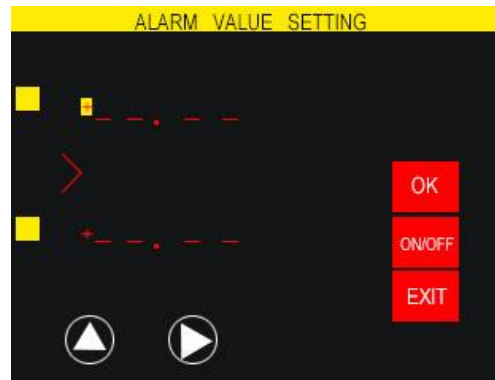 ALARM VALUE SETTING
+_ _ . _ _
>
OK
+_ _ . _ _
ON/OFF
EXIT